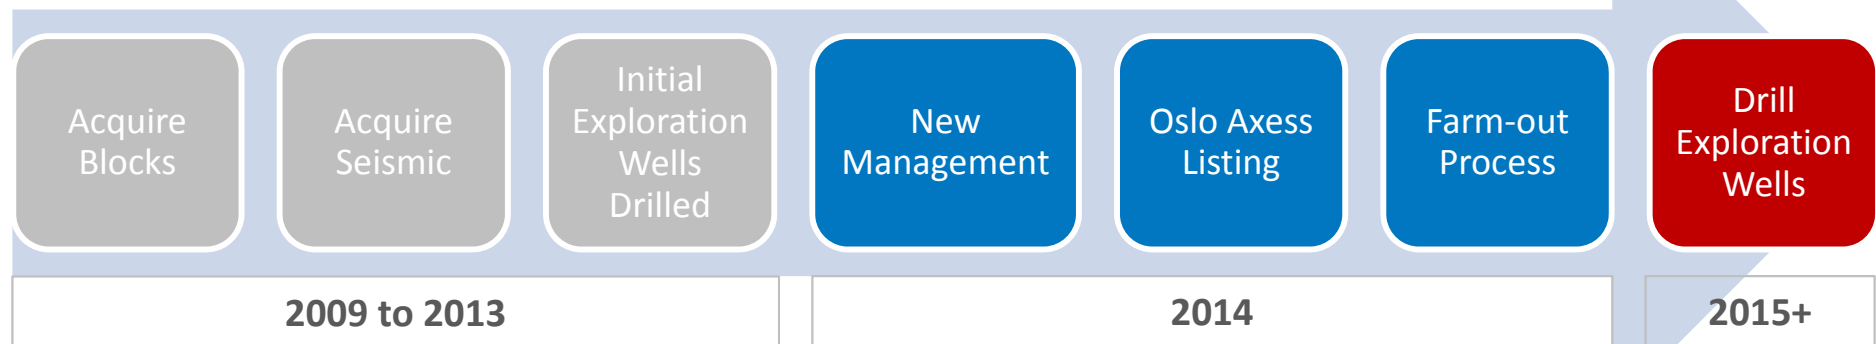 Acquire
Blocks
Acquire
Seismic
Initial
Exploration
Wells
Drilled
New
Management
Oslo Axess
Listing
Farm-out
Process
Drill
Exploration
Wells
2009 to 2013
2014
2015+